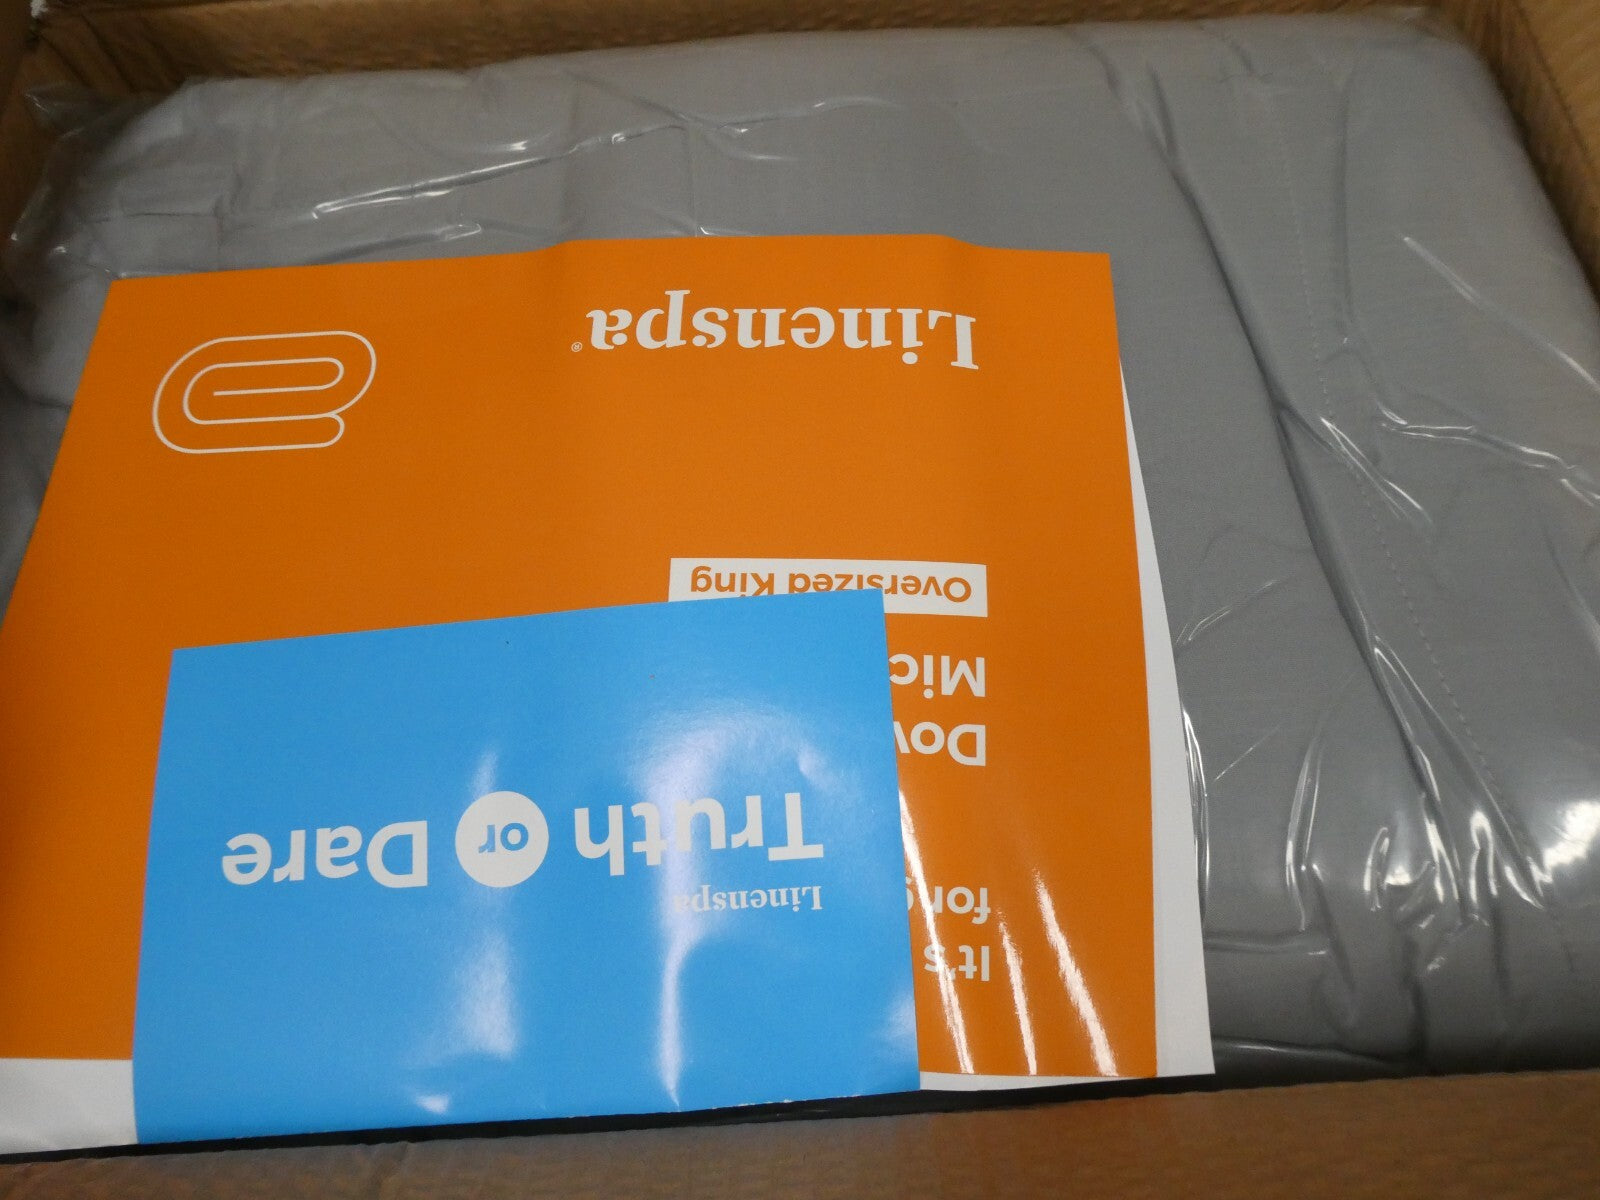 Linenspa®
Oversized King
It's
Linenspa
Truth or Dare